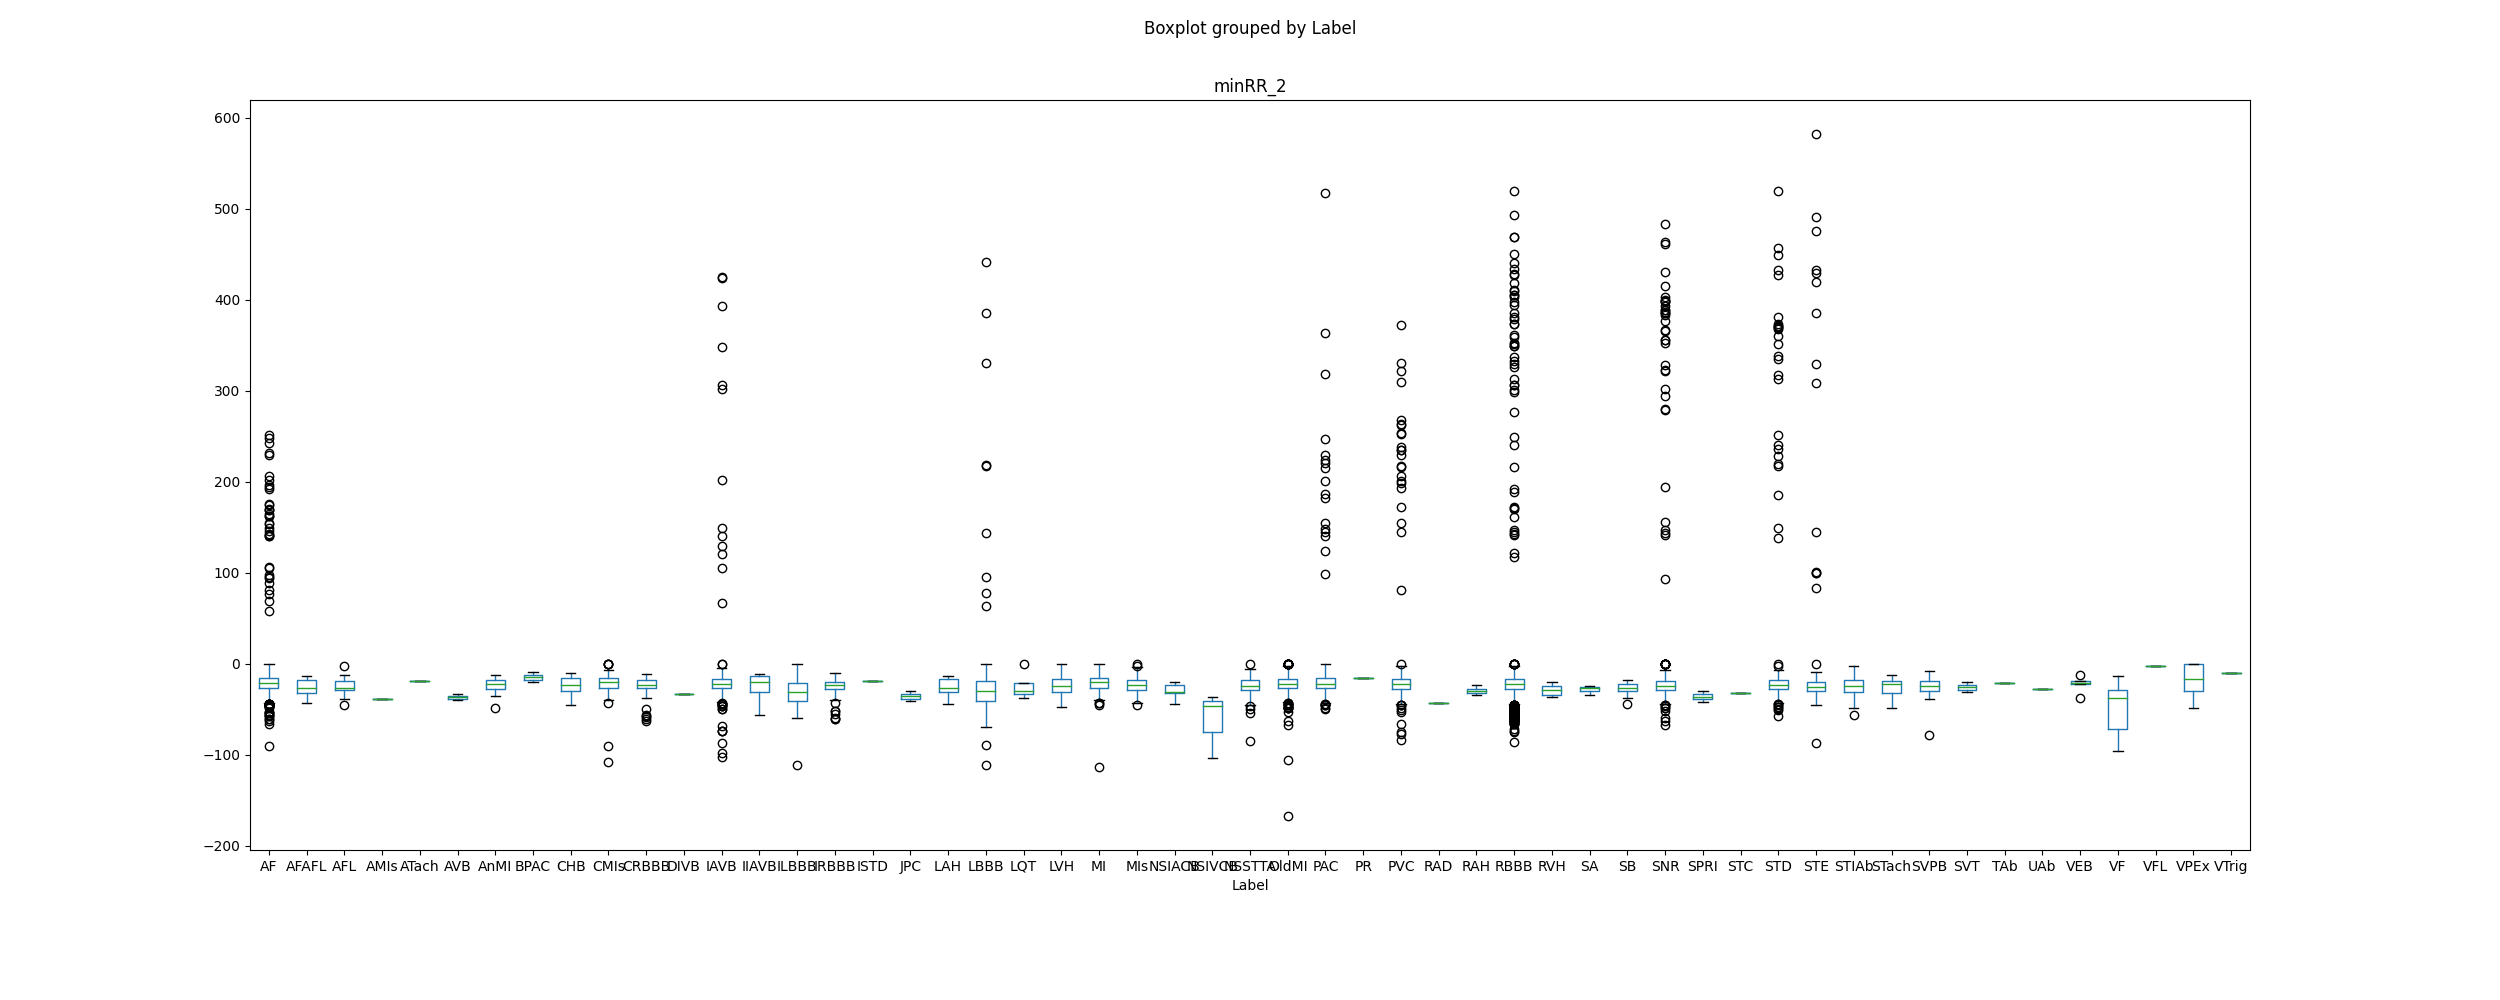 Boxplot grouped by Label
minRR_2
600
500
400
300
200
100
0
−100
−200
AF AFAFL AFL AMIs ATach AVB AnMI BPAC CHB CMIs CRBBB DIVB IAVB IIAVB ILBBB IRBBB ISTD JPC LAH LBBB LQT LVH MI MIs NSIACB NSIVCB NSSTTA OldMI PAC PR PVC RAD RAH RBBB RVH SA SB SNR SPRI STC STD STE STIAb STach SVPB SVT TAb UAb VEB VF VFL VPEx VTrig
Label